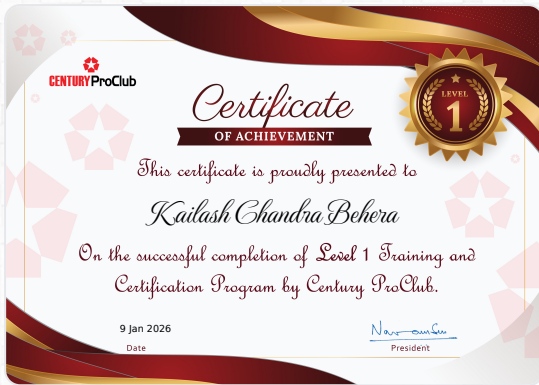 CENTURY ProClub
Certificate
OF ACHIEVEMENT
LEVEL
1
This certificate is proudly presented to
Kailash Chandra Behera
On the successful completion of Level 1 Training and
Certification Program by Century ProClub.
9 Jan 2026
Date
President